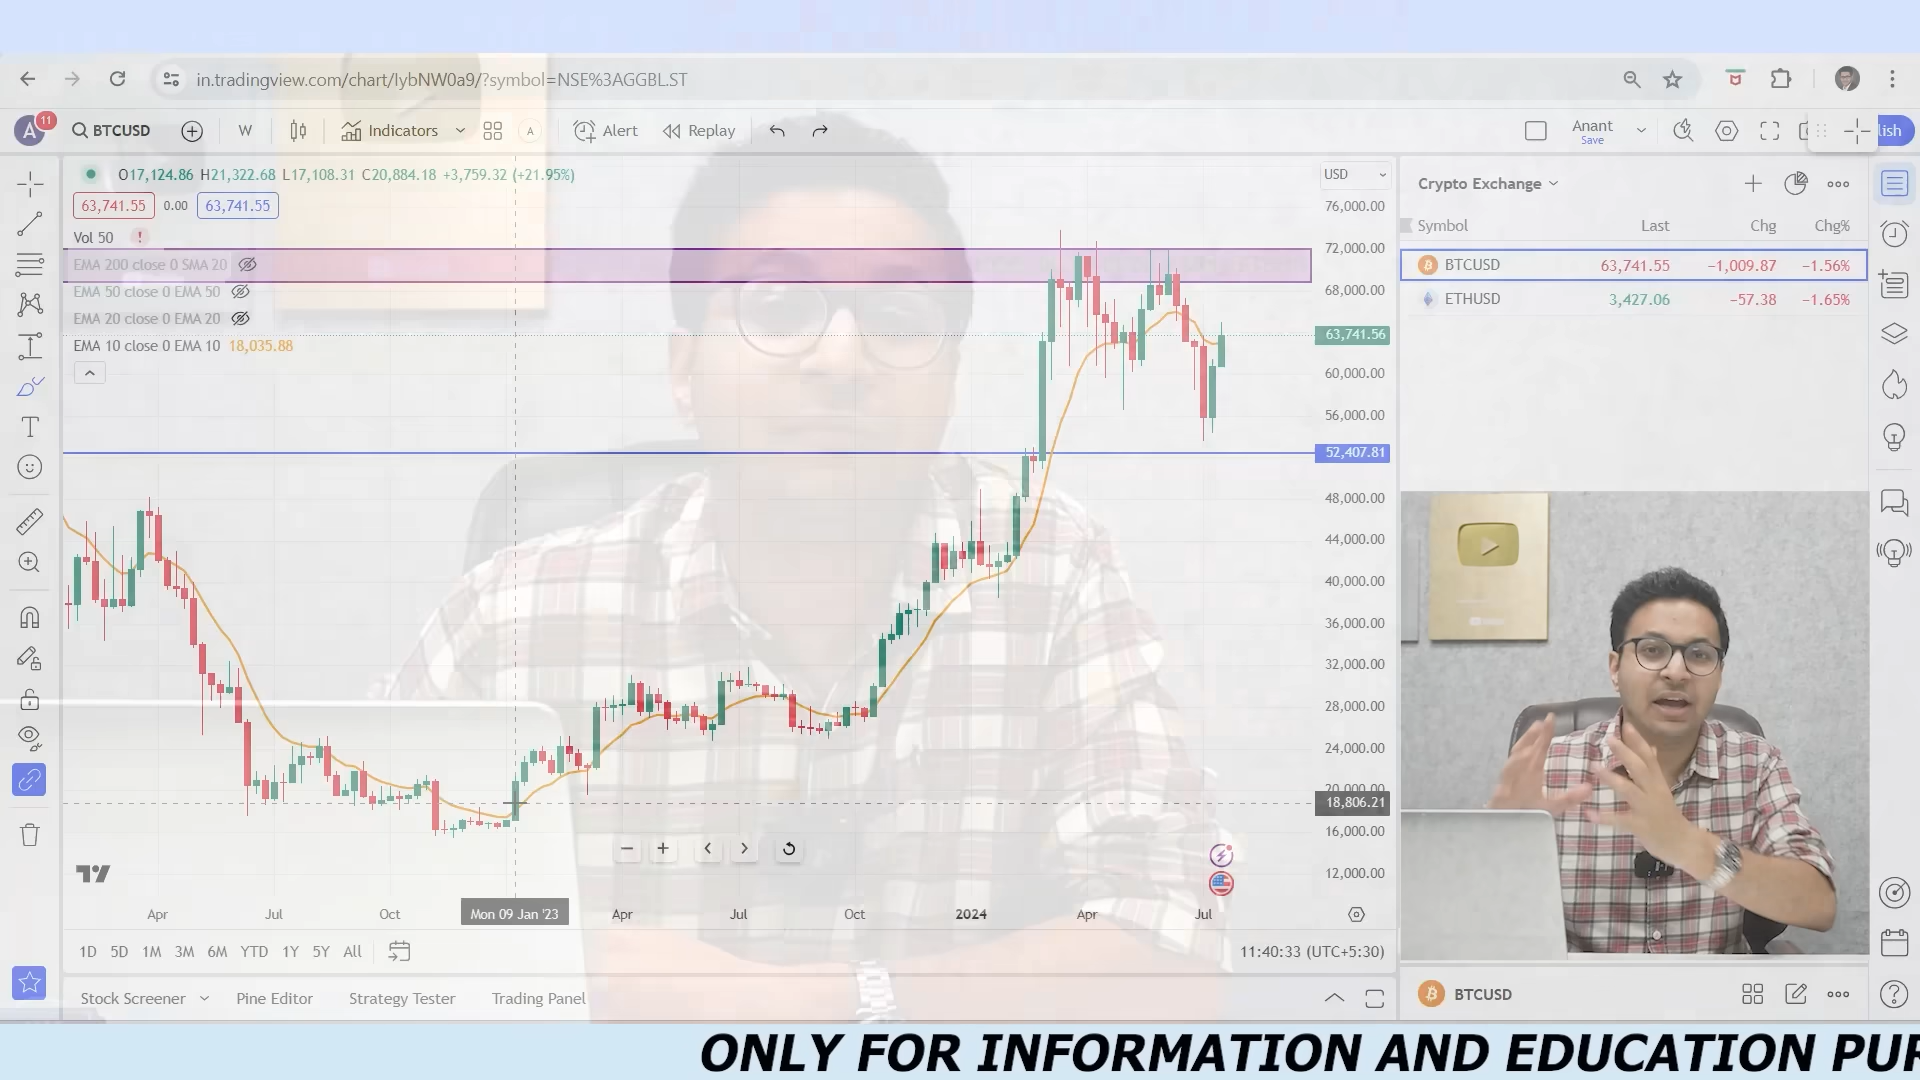 in.tradingview.com/chart/IybNW0a9/?symbol=NSE%3AGGBL.ST
A 11 BTCUSD W Indicators A Alert Replay Anant Save lish
O17,124.86 H21,322.68 L17,108.31 C20,884.18 +3,759.32 (+21.95%)
63,741.55 0.00 63,741.55
Vol 50 !
EMA 200 close 0 SMA 20
EMA 50 close 0 EMA 50
EMA 20 close 0 EMA 20
EMA 10 close 0 EMA 10 18,035.88
USD
76,000.00
72,000.00
68,000.00
63,741.56
60,000.00
56,000.00
52,407.81
48,000.00
44,000.00
40,000.00
36,000.00
32,000.00
28,000.00
24,000.00
20,000.00
18,806.21
16,000.00
12,000.00
Apr Jul Oct Mon 09 Jan '23 Apr Jul Oct 2024 Apr Jul
1D 5D 1M 3M 6M YTD 1Y 5Y All 11:40:33 (UTC+5:30)
Stock Screener Pine Editor Strategy Tester Trading Panel
Crypto Exchange
Symbol Last Chg Chg%
BTCUSD 63,741.55 −1,009.87 −1.56%
ETHUSD 3,427.06 −57.38 −1.65%
BTCUSD
ONLY FOR INFORMATION AND EDUCATION PUR